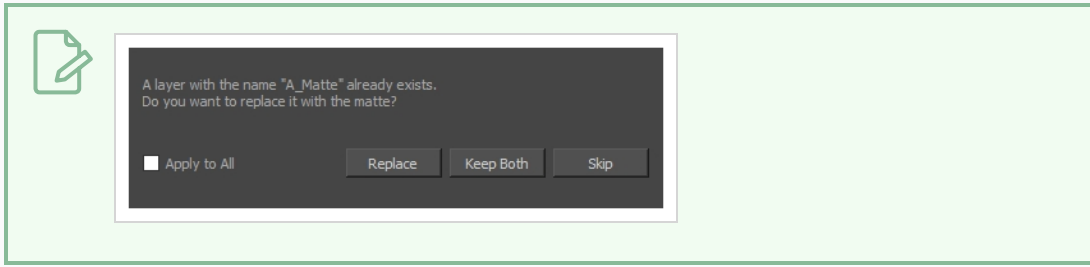 A layer with the name "A_Matte" already exists.
Do you want to replace it with the matte?
Apply to All
Replace
Keep Both
Skip